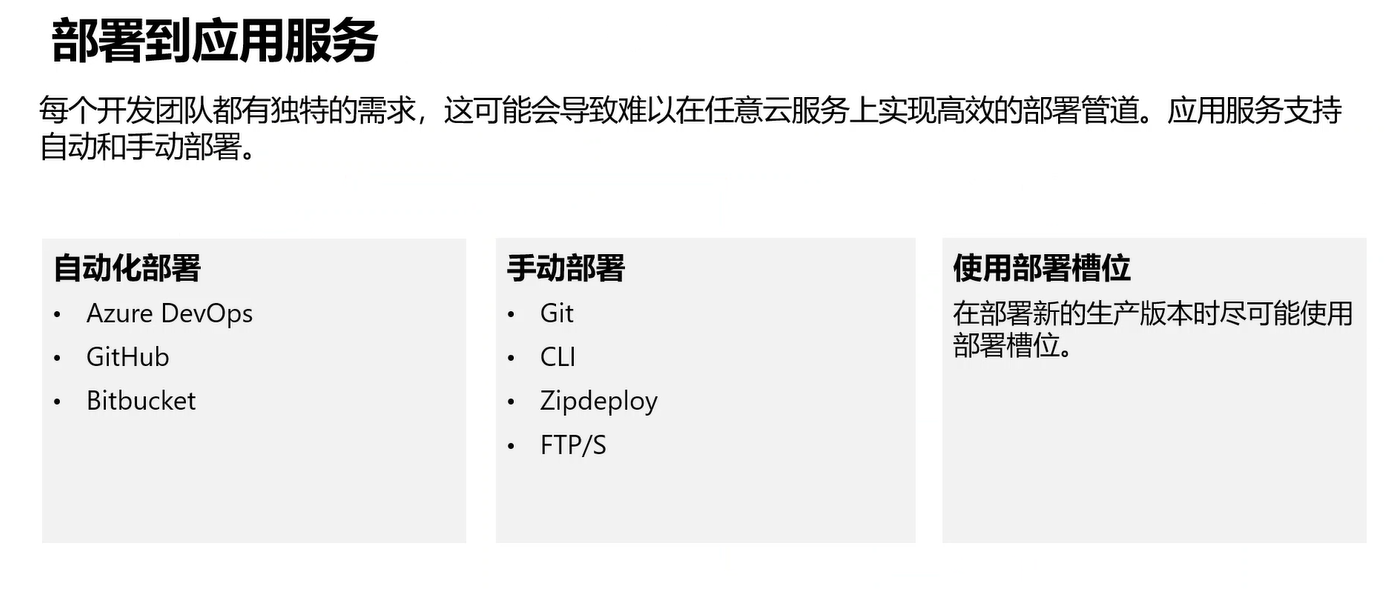 部署到应用服务
每个开发团队都有独特的需求，这可能会导致难以在任意云服务上实现高效的部署管道。应用服务支持
自动和手动部署。
自动化部署
• Azure DevOps
• GitHub
• Bitbucket
手动部署
• Git
• CLI
• Zipdeploy
• FTP/S
使用部署槽位
在部署新的生产版本时尽可能使用
部署槽位。